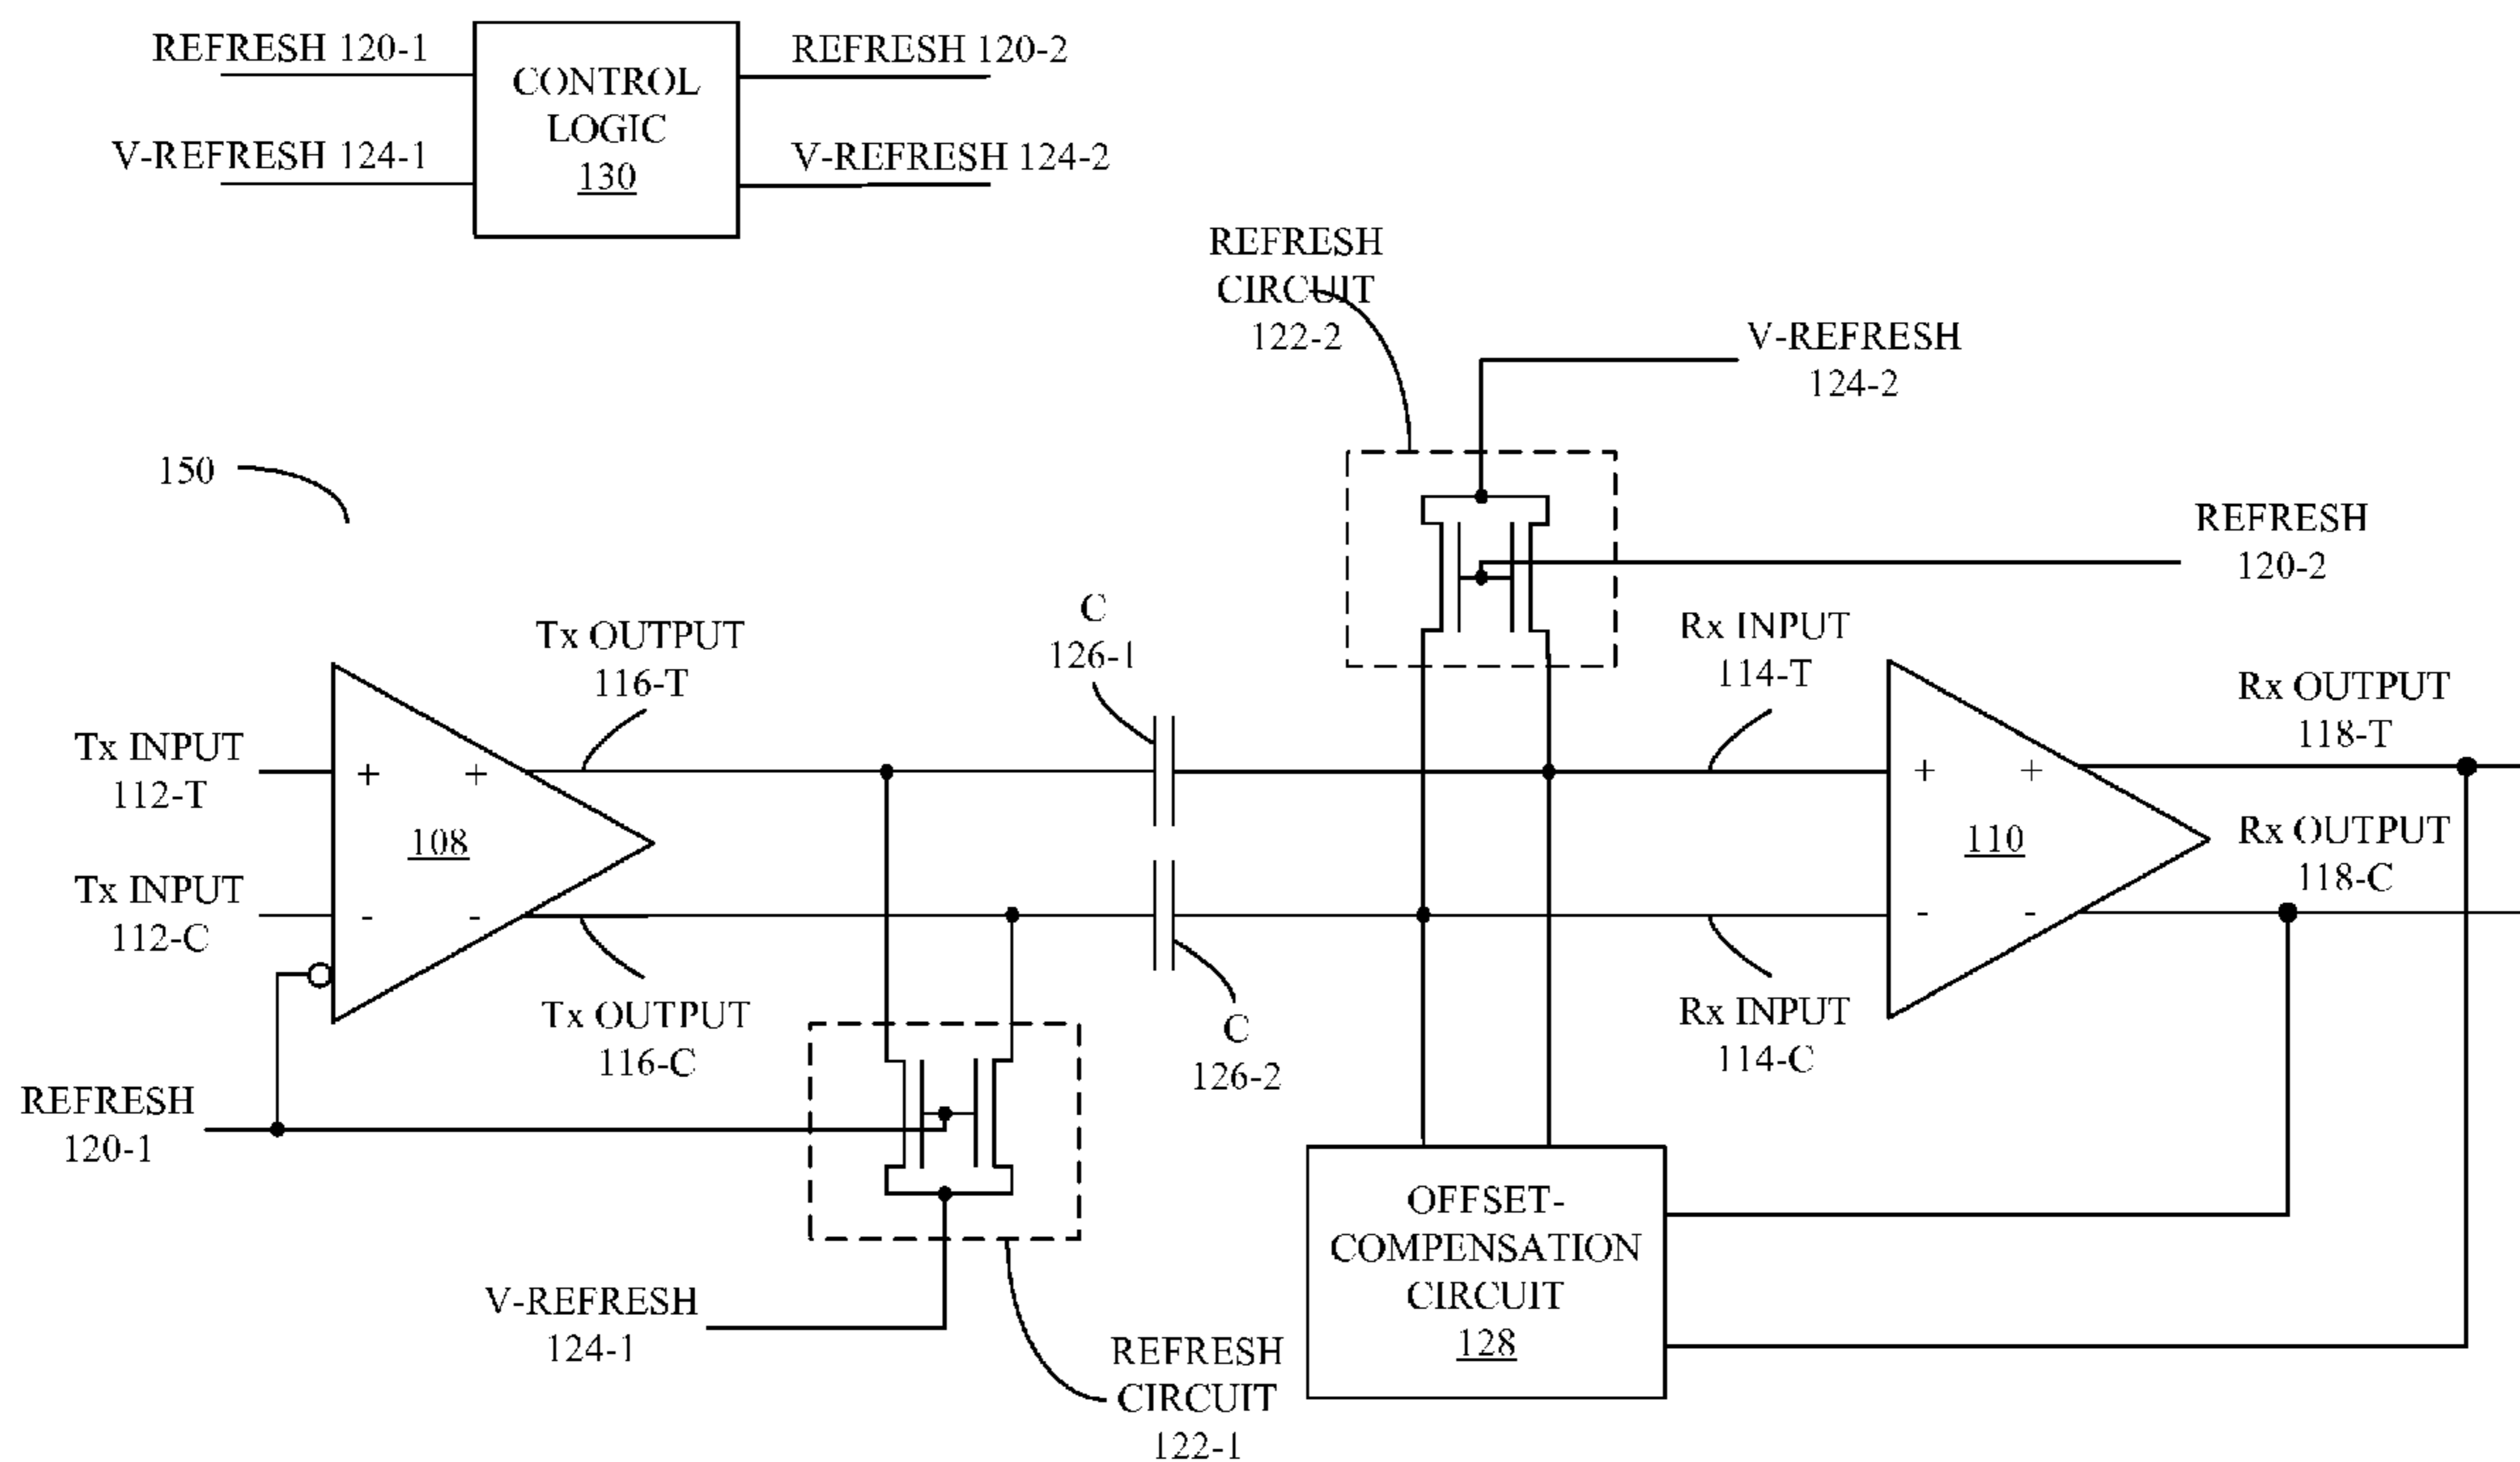 REFRESH 120-1
V-REFRESH 124-1
CONTROL
LOGIC
130
REFRESH 120-2
V-REFRESH 124-2
REFRESH
CIRCUIT
122-2
V-REFRESH
124-2
150
REFRESH
120-2
Tx OUTPUT
116-T
C
126-1
Rx INPUT
114-T
Rx OUTPUT
118-T
Tx INPUT
112-T
+ +
108
- -
Tx INPUT
112-C
+ +
110
- -
Rx OUTPUT
118-C
Tx OUTPUT
116-C
C
126-2
Rx INPUT
114-C
REFRESH
120-1
OFFSET-
COMPENSATION
CIRCUIT
128
V-REFRESH
124-1
REFRESH
CIRCUIT
122-1